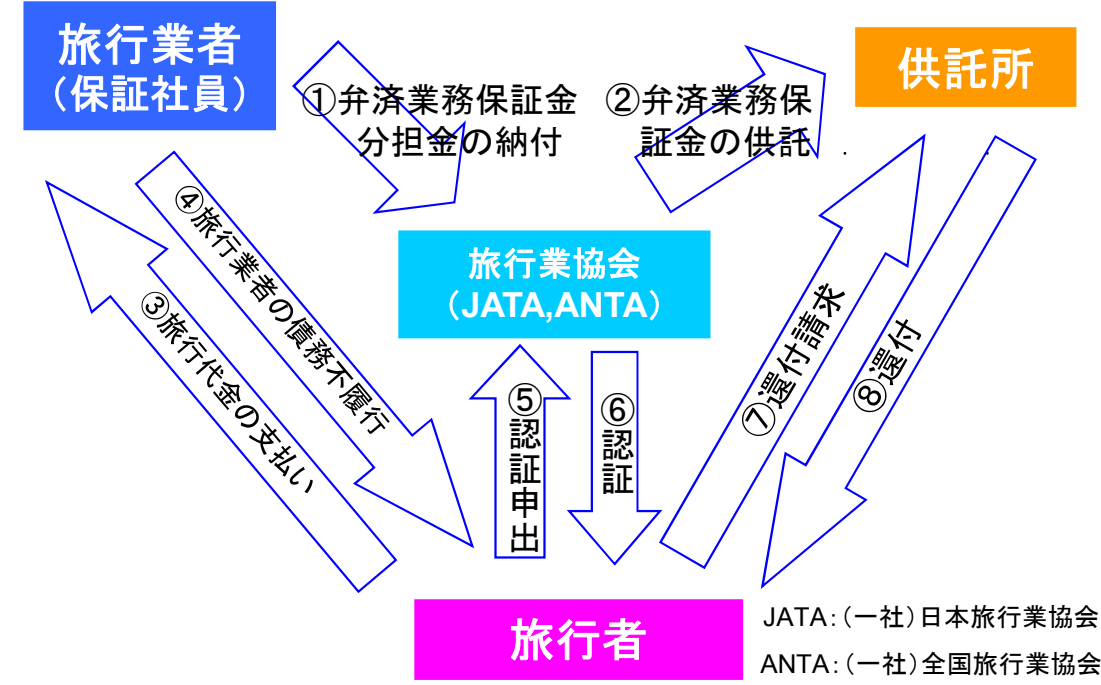 旅行業者
（保証社員）
供託所
①弁済業務保証金
分担金の納付
②弁済業務保
証金の供託
旅行業協会
（JATA,ANTA）
④旅行業者の債務不履行
③旅行代金の支払い
⑤認証申出
⑥認証
⑦還付請求
⑧還付
旅行者
JATA：（一社）日本旅行業協会
ANTA：（一社）全国旅行業協会